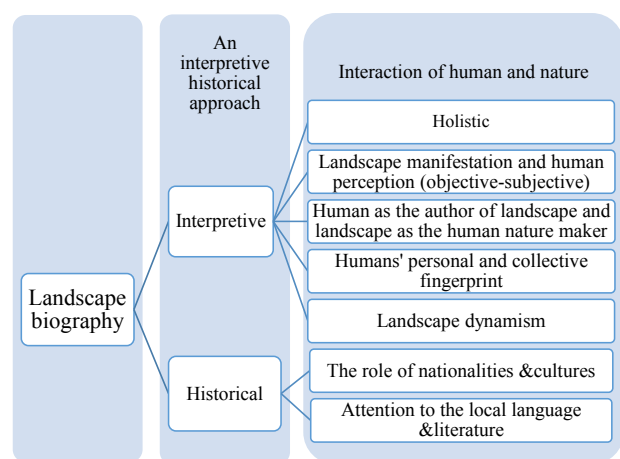 An
interpretive
historical
approach
Interaction of human and nature
Holistic
Landscape manifestation and human
perception (objective-subjective)
Human as the author of landscape and
landscape as the human nature maker
Humans' personal and collective
fingerprint
Landscape dynamism
The role of nationalities &cultures
Attention to the local language
&literature
Interpretive
Historical
Landscape
biography